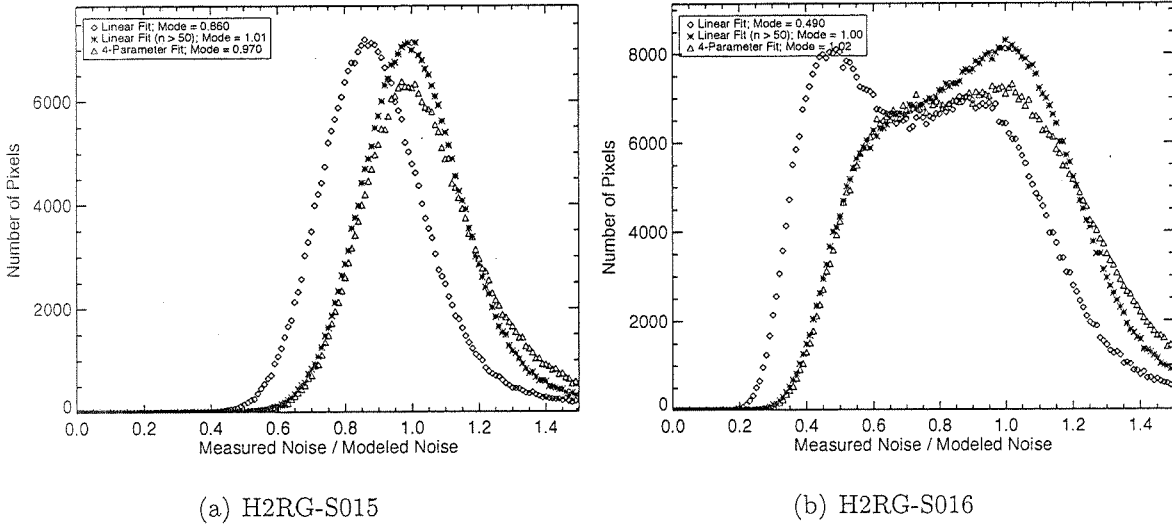 Linear Fit; Mode = 0.860
Linear Fit (n > 50); Mode = 1.01
4-Parameter Fit; Mode = 0.970
6000
4000
2000
0
Number of Pixels
0.0 0.2 0.4 0.6 0.8 1.0 1.2 1.4
Measured Noise / Modeled Noise
(a) H2RG-S015
Linear Fit; Mode = 0.490
Linear Fit (n > 50); Mode = 1.00
4-Parameter Fit; Mode = 1.02
8000
6000
4000
2000
0
Number of Pixels
0.0 0.2 0.4 0.6 0.8 1.0 1.2 1.4
Measured Noise / Modeled Noise
(b) H2RG-S016